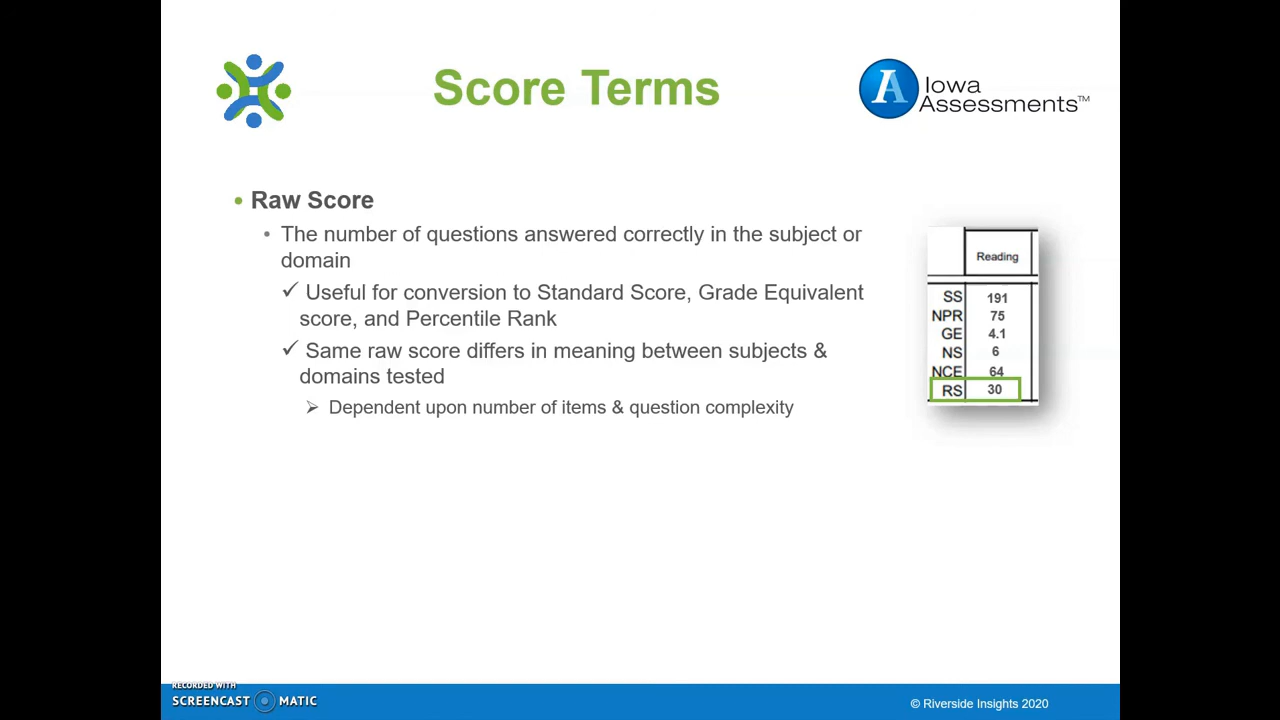 Score Terms
A Iowa
Assessments™
• Raw Score
• The number of questions answered correctly in the subject or
domain
✓ Useful for conversion to Standard Score, Grade Equivalent
score, and Percentile Rank
✓ Same raw score differs in meaning between subjects &
domains tested
➢ Dependent upon number of items & question complexity
Reading
SS 191
NPR 75
GE 4.1
NS 6
NCE 64
RS 30
RECORDED WITH
SCREENCAST MATIC
© Riverside Insights 2020